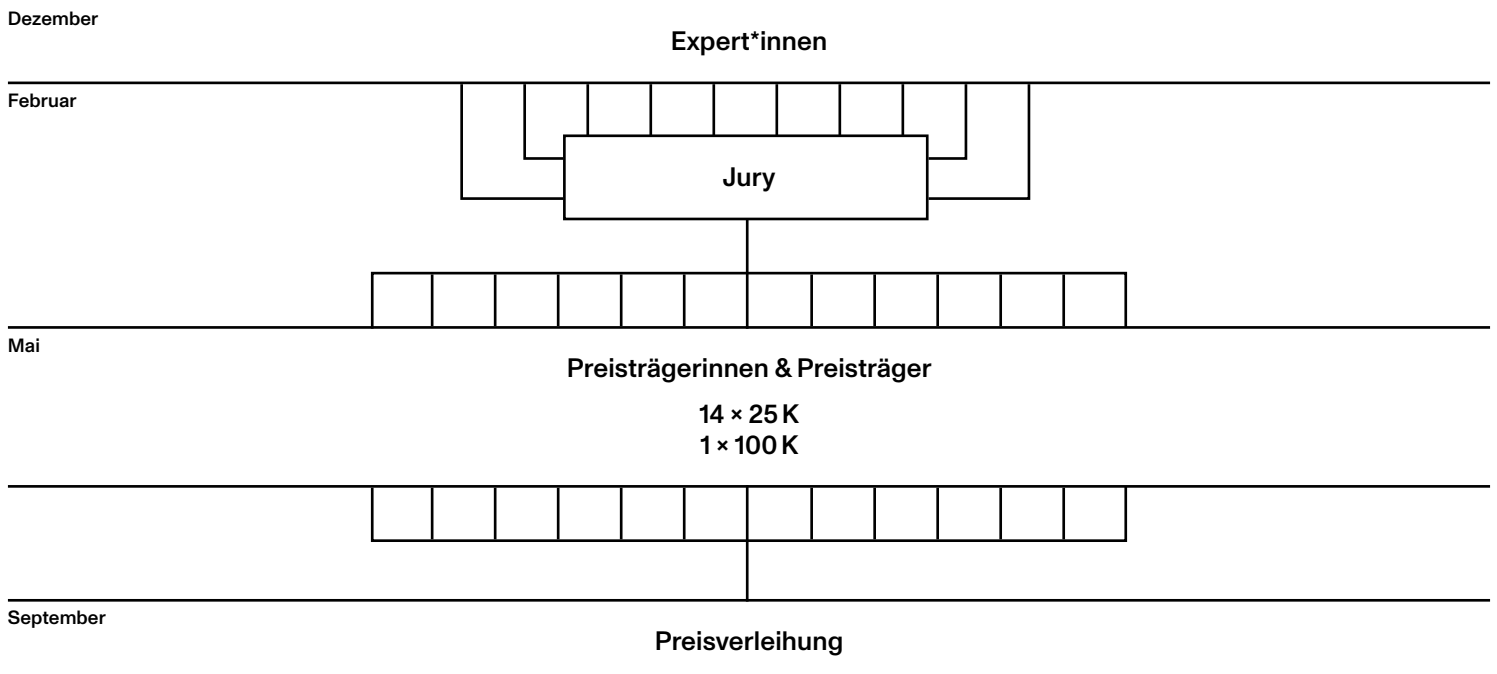 Dezember
Expert*innen
Februar
Jury
Mai
Preisträgerinnen & Preisträger
14 × 25 K
1 × 100 K
September
Preisverleihung